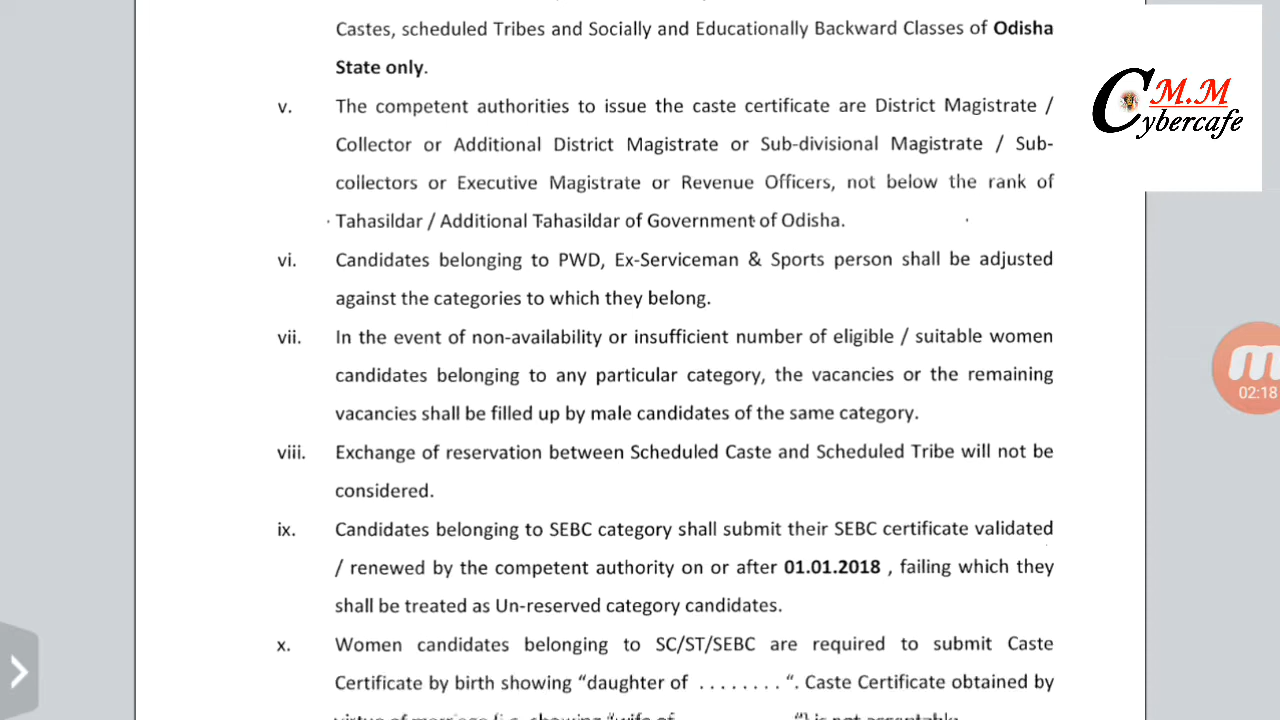 Castes, scheduled Tribes and Socially and Educationally Backward Classes of Odisha
State only.
v. The competent authorities to issue the caste certificate are District Magistrate /
Collector or Additional District Magistrate or Sub-divisional Magistrate / Sub-
collectors or Executive Magistrate or Revenue Officers, not below the rank of
Tahasildar / Additional Tahasildar of Government of Odisha.
vi. Candidates belonging to PWD, Ex-Serviceman & Sports person shall be adjusted
against the categories to which they belong.
vii. In the event of non-availability or insufficient number of eligible / suitable women
candidates belonging to any particular category, the vacancies or the remaining
vacancies shall be filled up by male candidates of the same category.
viii. Exchange of reservation between Scheduled Caste and Scheduled Tribe will not be
considered.
ix. Candidates belonging to SEBC category shall submit their SEBC certificate validated
/ renewed by the competent authority on or after 01.01.2018 , failing which they
shall be treated as Un-reserved category candidates.
x. Women candidates belonging to SC/ST/SEBC are required to submit Caste
Certificate by birth showing “daughter of ........ “. Caste Certificate obtained by
M.M
Cybercafe
02:18